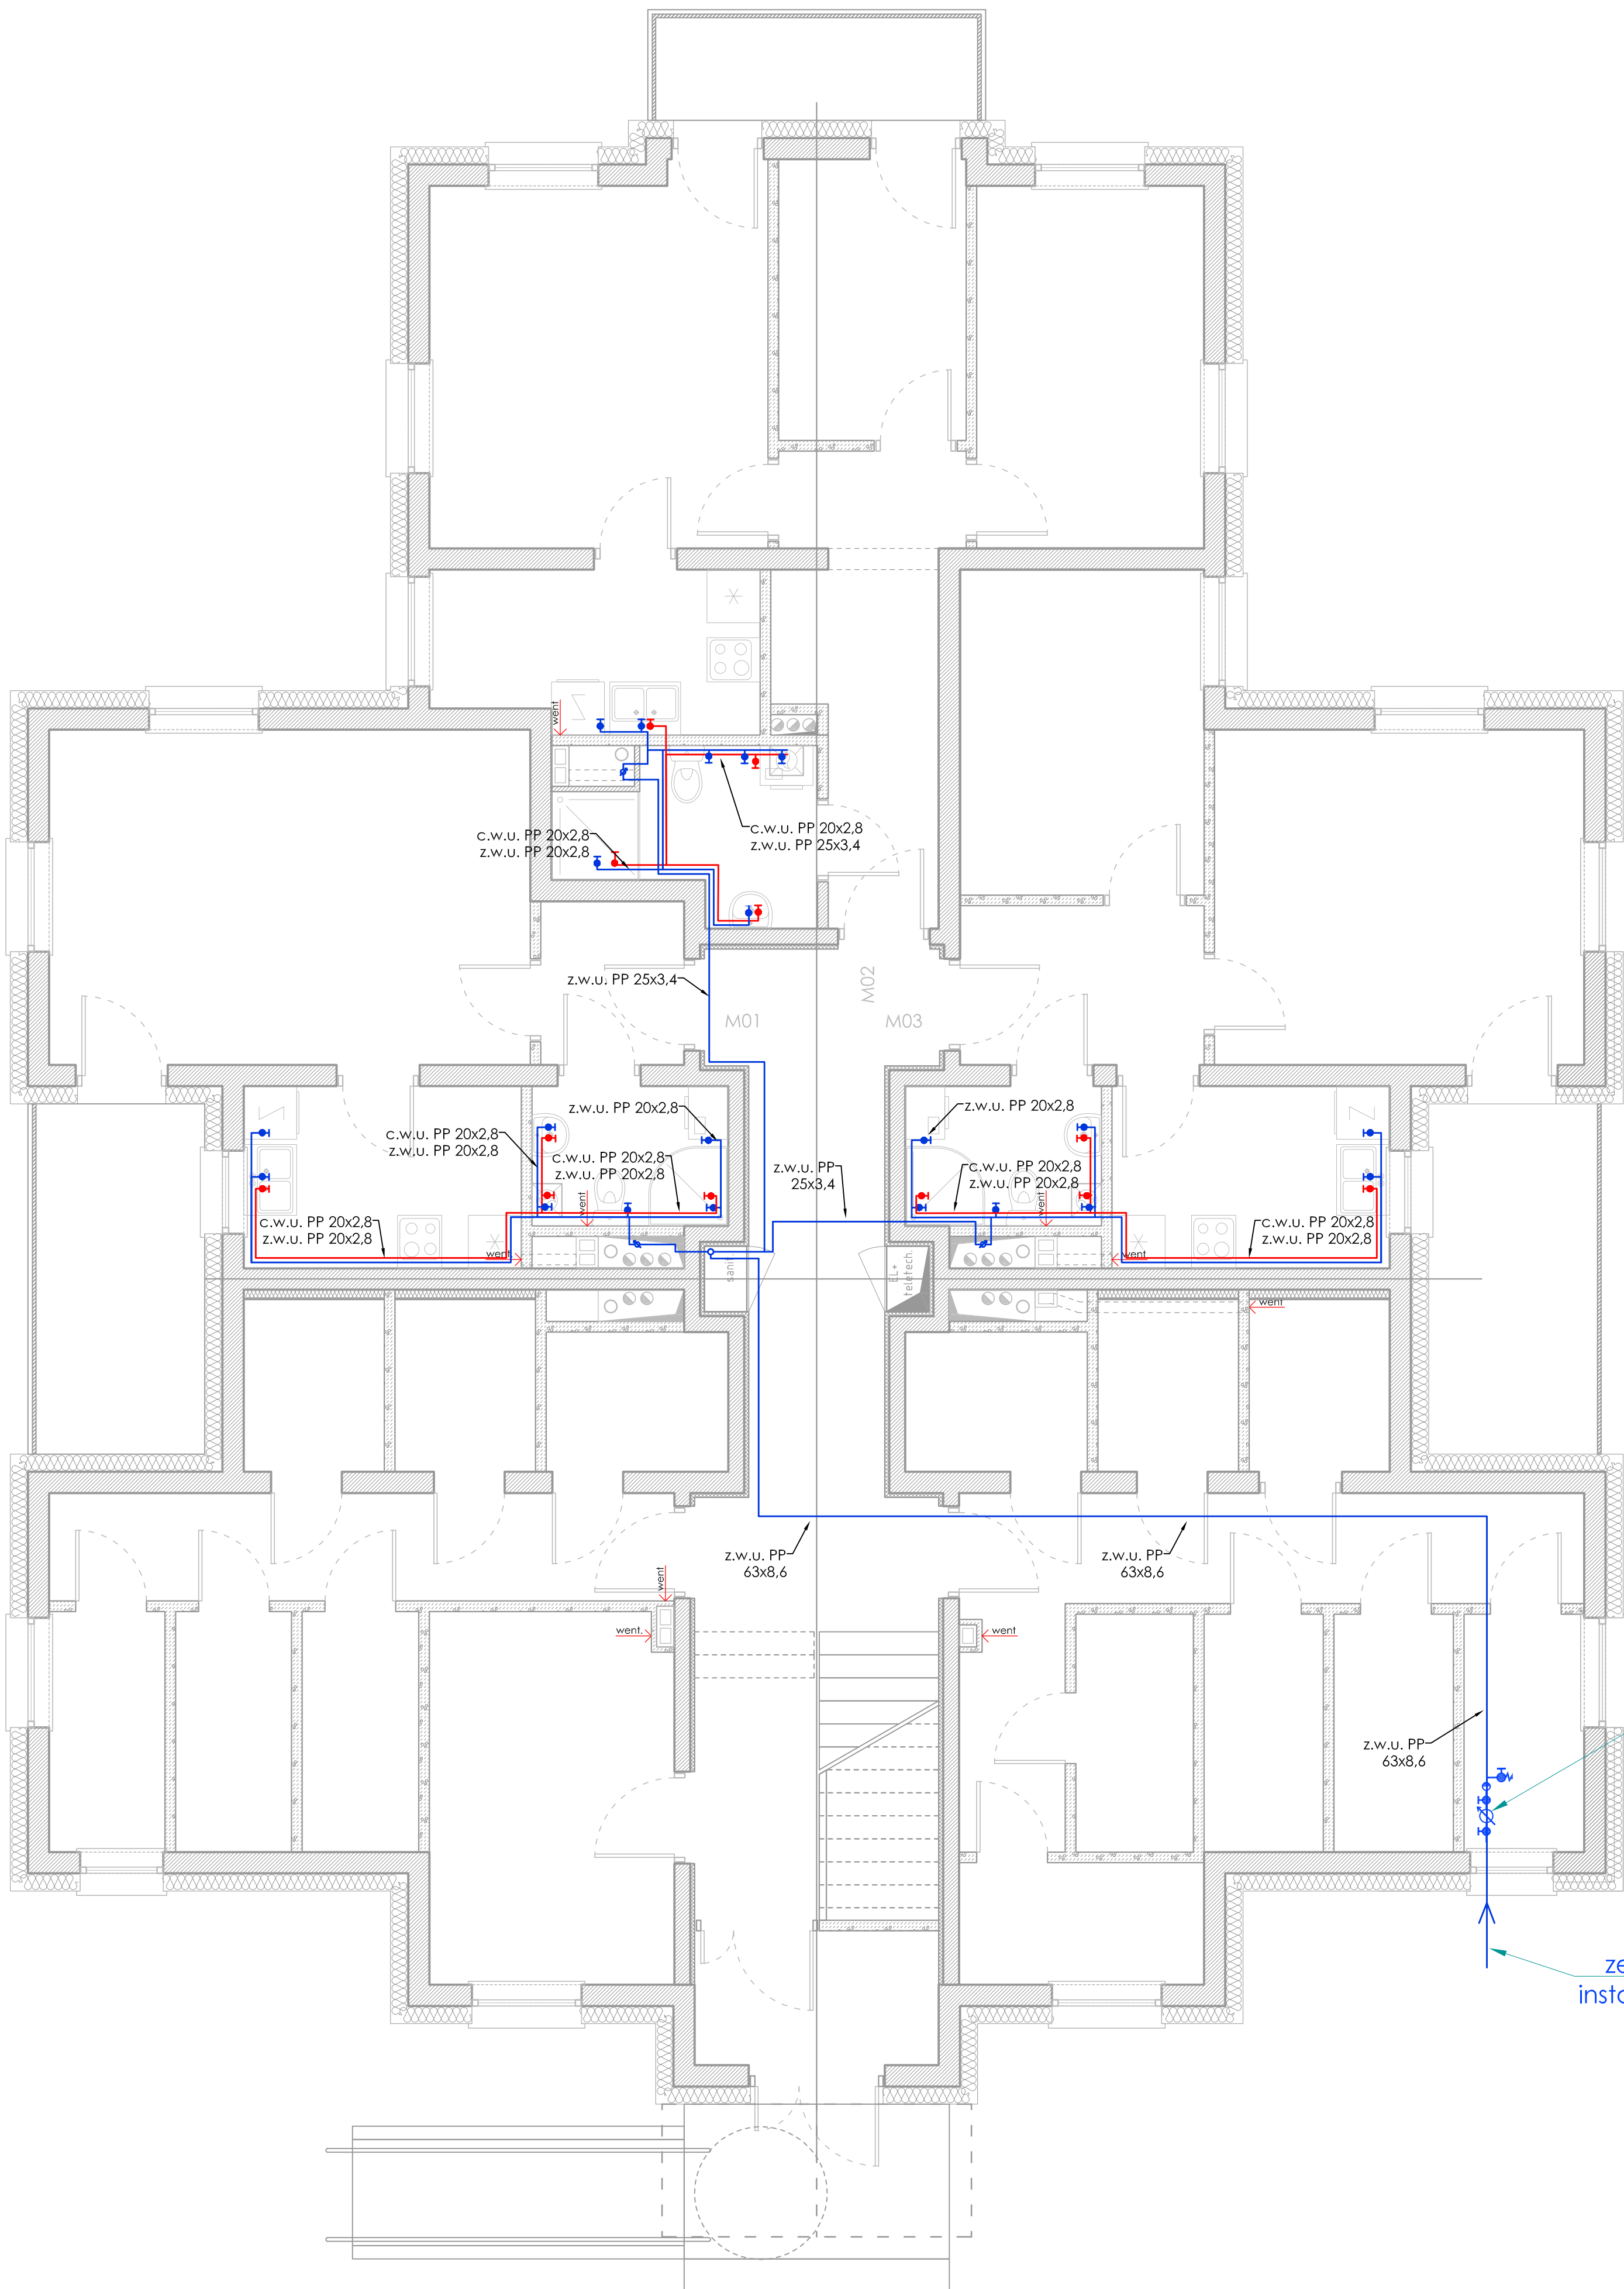 went
c.w.u. PP 20x2,8
z.w.u. PP 20x2,8
c.w.u. PP 20x2,8
z.w.u. PP 25x3,4
z.w.u. PP 25x3,4
M01
M02
M03
z.w.u. PP 20x2,8
c.w.u. PP 20x2,8
z.w.u. PP 20x2,8
c.w.u. PP 20x2,8
z.w.u. PP 20x2,8
c.w.u. PP 20x2,8
z.w.u. PP 20x2,8
went
went
z.w.u. PP
25x3,4
z.w.u. PP 20x2,8
c.w.u. PP 20x2,8
z.w.u. PP 20x2,8
c.w.u. PP 20x2,8
z.w.u. PP 20x2,8
went
went
EL+
teletech.
went
z.w.u. PP
63x8,6
z.w.u. PP
63x8,6
went
went.
went
z.w.u. PP
63x8,6